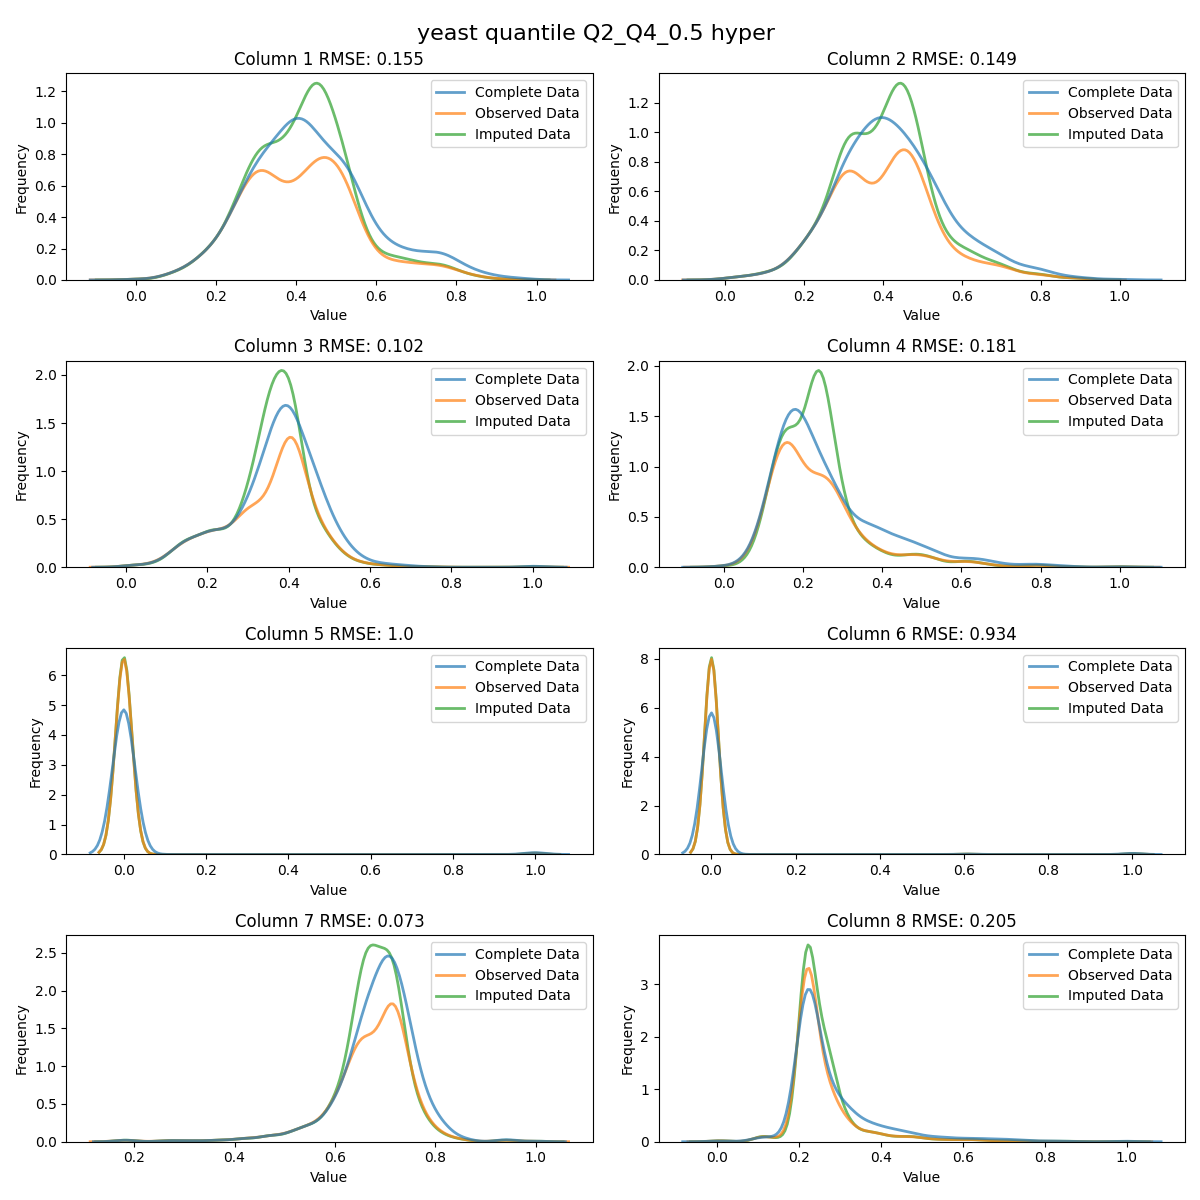 yeast quantile Q2_Q4_0.5 hyper
Column 1 RMSE: 0.155
Complete Data
Observed Data
Imputed Data
Frequency
1.2
1.0
0.8
0.6
0.4
0.2
0.0
0.0 0.2 0.4 0.6 0.8 1.0
Value
Column 2 RMSE: 0.149
Complete Data
Observed Data
Imputed Data
Frequency
1.2
1.0
0.8
0.6
0.4
0.2
0.0
0.0 0.2 0.4 0.6 0.8 1.0
Value
Column 3 RMSE: 0.102
Complete Data
Observed Data
Imputed Data
Frequency
2.0
1.5
1.0
0.5
0.0
0.0 0.2 0.4 0.6 0.8 1.0
Value
Column 4 RMSE: 0.181
Complete Data
Observed Data
Imputed Data
Frequency
2.0
1.5
1.0
0.5
0.0
0.0 0.2 0.4 0.6 0.8 1.0
Value
Column 5 RMSE: 1.0
Complete Data
Observed Data
Imputed Data
Frequency
6
5
4
3
2
1
0
0.0 0.2 0.4 0.6 0.8 1.0
Value
Column 6 RMSE: 0.934
Complete Data
Observed Data
Imputed Data
Frequency
8
6
4
2
0
0.0 0.2 0.4 0.6 0.8 1.0
Value
Column 7 RMSE: 0.073
Complete Data
Observed Data
Imputed Data
Frequency
2.5
2.0
1.5
1.0
0.5
0.0
0.2 0.4 0.6 0.8 1.0
Value
Column 8 RMSE: 0.205
Complete Data
Observed Data
Imputed Data
Frequency
3
2
1
0
0.0 0.2 0.4 0.6 0.8 1.0
Value